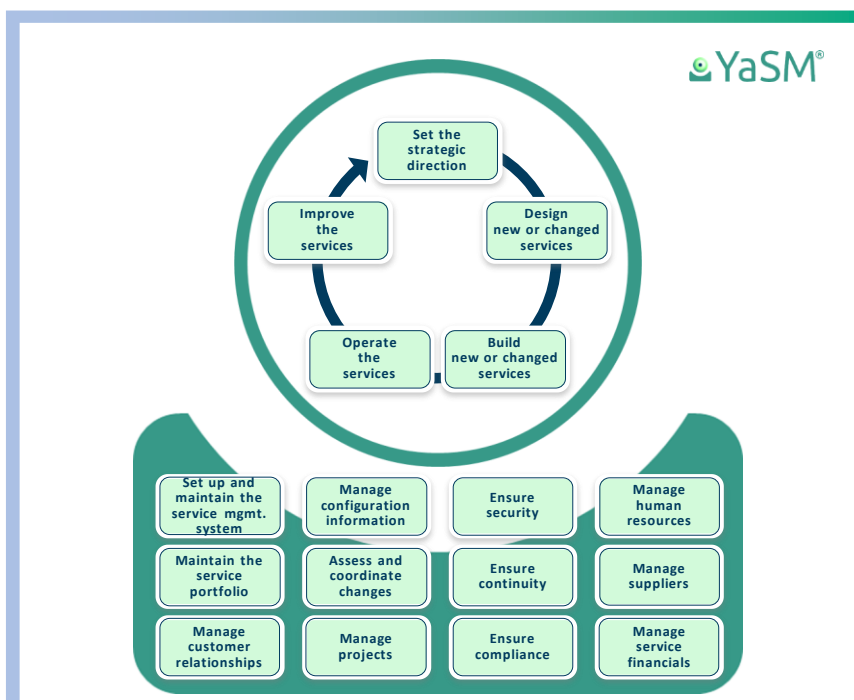 YaSM®
Set the
strategic
direction
Improve
the
services
Design
new or changed
services
Operate
the
services
Build
new or changed
services
Set up and
maintain the
service mgmt.
system
Manage
configuration
information
Ensure
security
Manage
human
resources
Maintain the
service
portfolio
Assess and
coordinate
changes
Ensure
continuity
Manage
suppliers
Manage
customer
relationships
Manage
projects
Ensure
compliance
Manage
service
financials